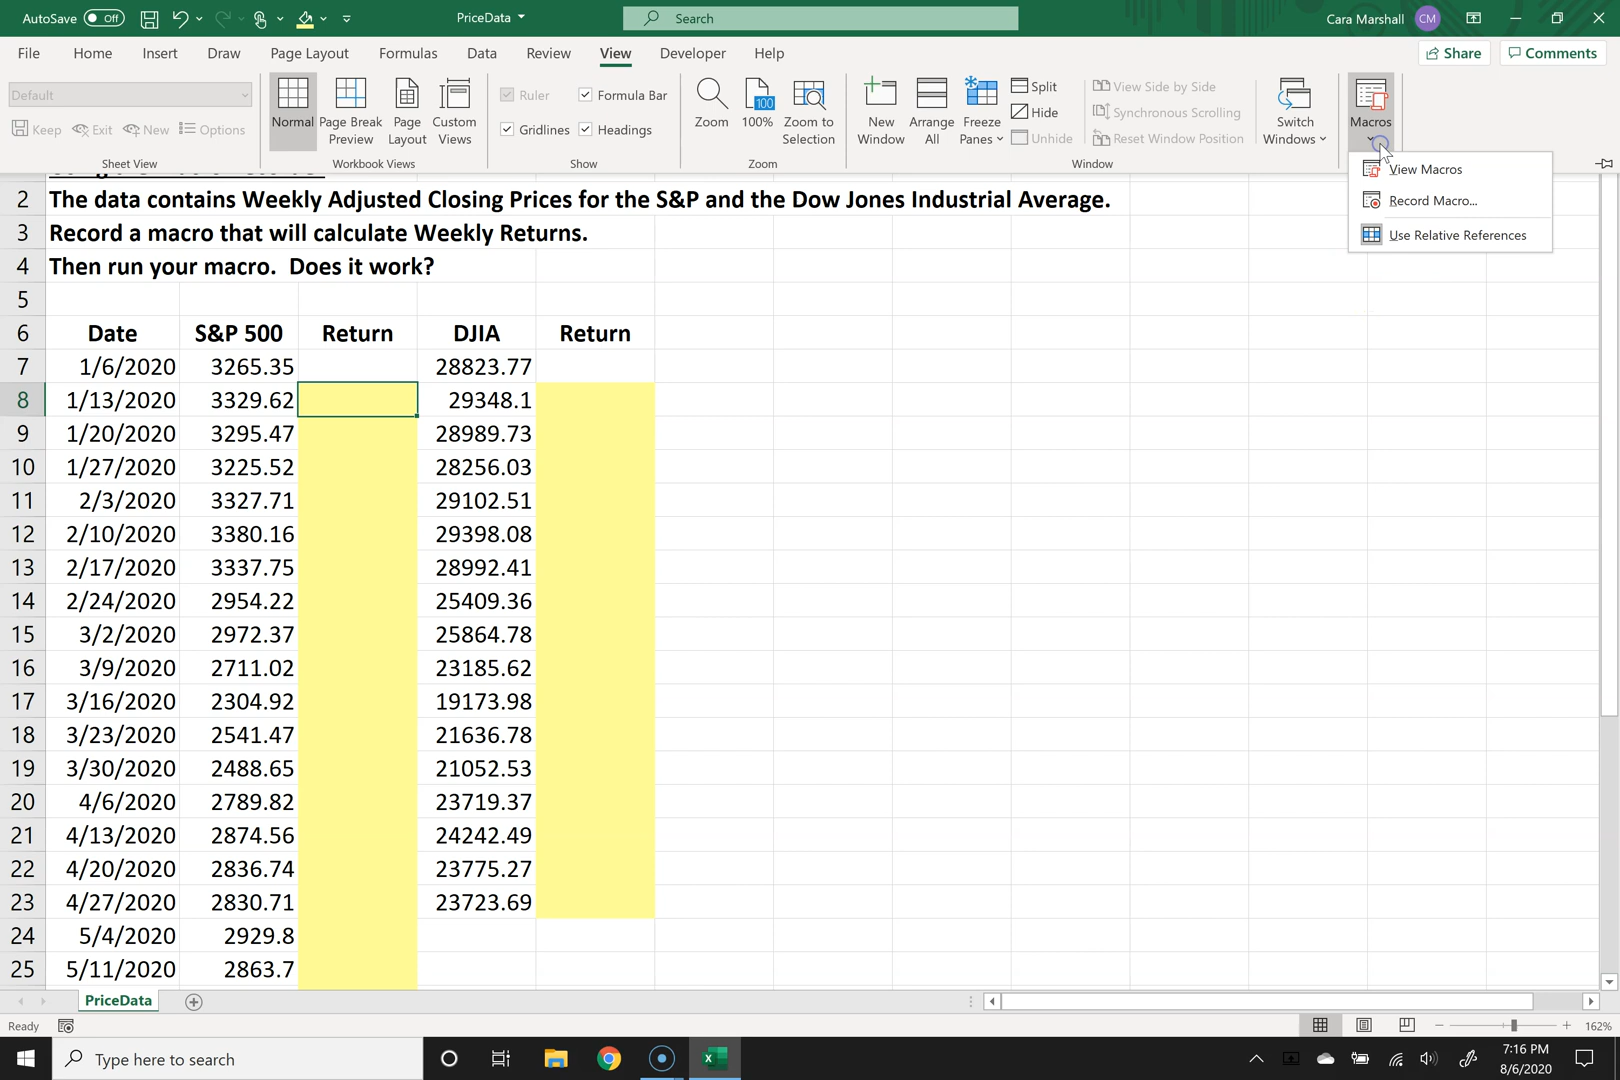 AutoSave Off PriceData Search Cara Marshall CM
File Home Insert Draw Page Layout Formulas Data Review View Developer Help Share Comments
Default
Keep Exit New Options
Sheet View
Normal Page Break Preview Page Layout Custom Views
Workbook Views
Ruler Formula Bar
Gridlines Headings
Show
Zoom 100 100% Zoom to Selection
Zoom
New Window Arrange All Freeze Panes
Split
Hide
Unhide
View Side by Side
Synchronous Scrolling
Reset Window Position
Window
Switch Windows
Macros
View Macros
Record Macro...
Use Relative References
2 The data contains Weekly Adjusted Closing Prices for the S&P and the Dow Jones Industrial Average.
3 Record a macro that will calculate Weekly Returns.
4 Then run your macro. Does it work?
5
6 Date S&P 500 Return DJIA Return
7 1/6/2020 3265.35 28823.77
8 1/13/2020 3329.62 29348.1
9 1/20/2020 3295.47 28989.73
10 1/27/2020 3225.52 28256.03
11 2/3/2020 3327.71 29102.51
12 2/10/2020 3380.16 29398.08
13 2/17/2020 3337.75 28992.41
14 2/24/2020 2954.22 25409.36
15 3/2/2020 2972.37 25864.78
16 3/9/2020 2711.02 23185.62
17 3/16/2020 2304.92 19173.98
18 3/23/2020 2541.47 21636.78
19 3/30/2020 2488.65 21052.53
20 4/6/2020 2789.82 23719.37
21 4/13/2020 2874.56 24242.49
22 4/20/2020 2836.74 23775.27
23 4/27/2020 2830.71 23723.69
24 5/4/2020 2929.8
25 5/11/2020 2863.7
PriceData
Ready 162%
Type here to search 7:16 PM
8/6/2020